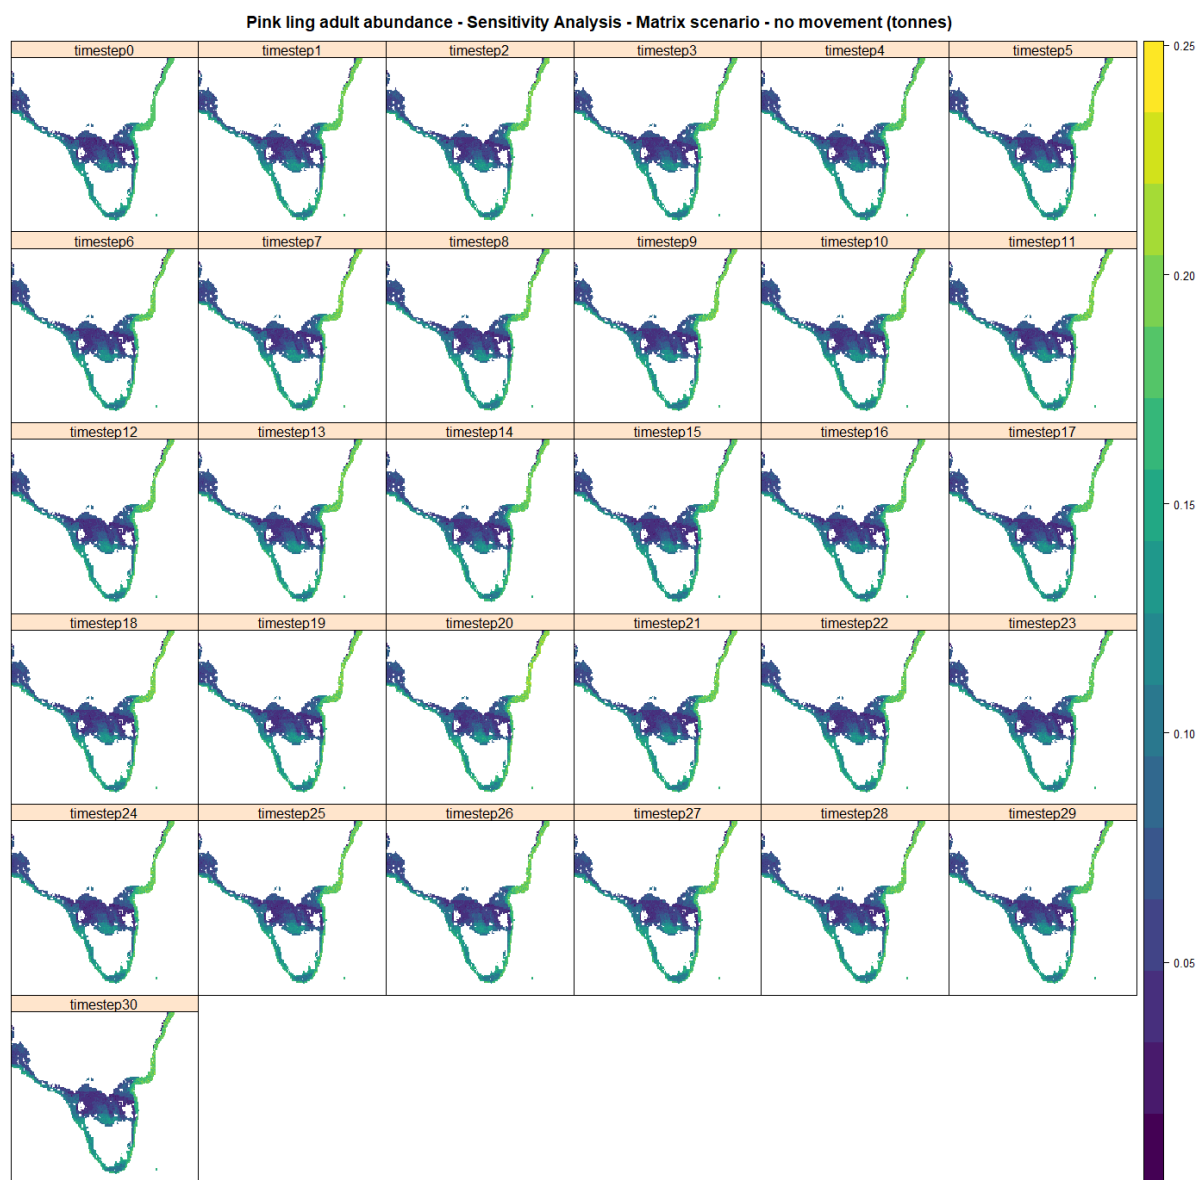 Pink ling adult abundance - Sensitivity Analysis - Matrix scenario - no movement (tonnes)
timestep0 timestep1 timestep2 timestep3 timestep4 timestep5
timestep6 timestep7 timestep8 timestep9 timestep10 timestep11
timestep12 timestep13 timestep14 timestep15 timestep16 timestep17
timestep18 timestep19 timestep20 timestep21 timestep22 timestep23
timestep24 timestep25 timestep26 timestep27 timestep28 timestep29
timestep30
0.25
0.20
0.15
0.10
0.05